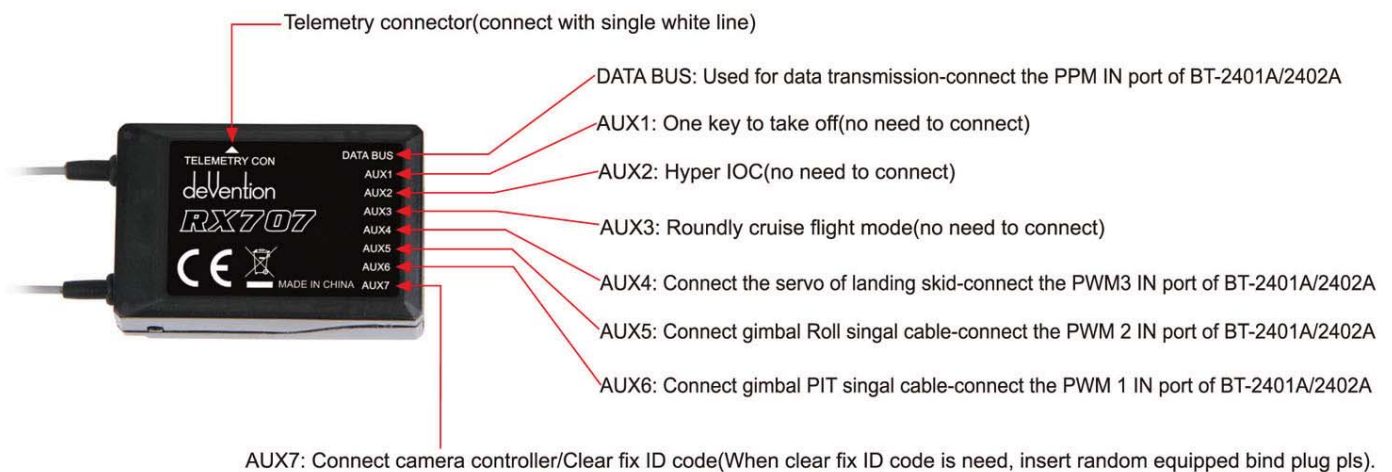 Telemetry connector(connect with single white line)
DATA BUS: Used for data transmission-connect the PPM IN port of BT-2401A/2402A
AUX1: One key to take off(no need to connect)
AUX2: Hyper IOC(no need to connect)
AUX3: Roundly cruise flight mode(no need to connect)
AUX4: Connect the servo of landing skid-connect the PWM3 IN port of BT-2401A/2402A
AUX5: Connect gimbal Roll singal cable-connect the PWM 2 IN port of BT-2401A/2402A
AUX6: Connect gimbal PIT singal cable-connect the PWM 1 IN port of BT-2401A/2402A
AUX7: Connect camera controller/Clear fix ID code(When clear fix ID code is need, insert random equipped bind plug pls).
TELEMETRY CON
deVention
RX707
CE
MADE IN CHINA
DATA BUS
AUX1
AUX2
AUX3
AUX4
AUX5
AUX6
AUX7